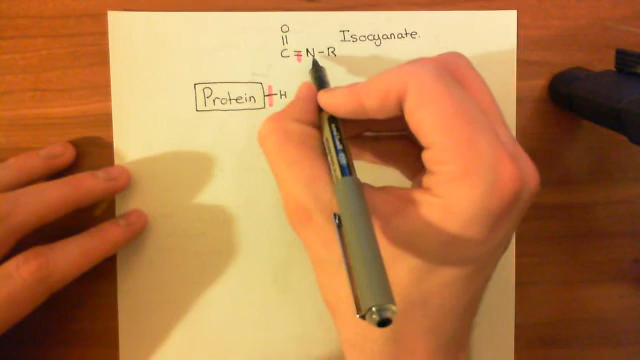 O
||
C=N-R Isocyanate.
Protein -H